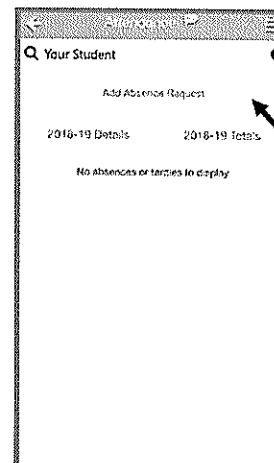 Your Student
Add Absence Request
2018-19 Details 2018-19 Totals
No absences or tardies to display